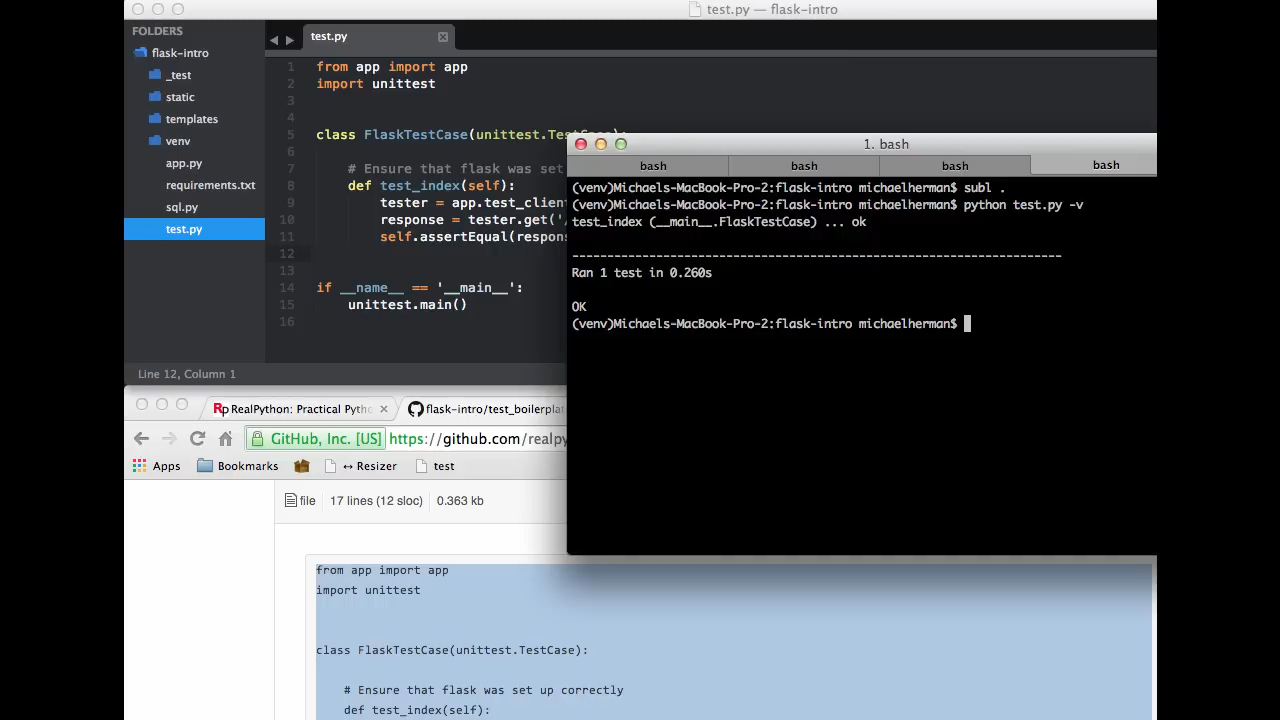 test.py — flask-intro
FOLDERS
flask-intro
_test
static
templates
venv
app.py
requirements.txt
sql.py
test.py
test.py
1 from app import app
2 import unittest
3
4
5 class FlaskTestCase(unittest.TestCase):
6
7 # Ensure that flask was set
8 def test_index(self):
9 tester = app.test_client
10 response = tester.get('/
11 self.assertEqual(respons
12
13
14 if __name__ == '__main__':
15 unittest.main()
16
Line 12, Column 1
1. bash
bash bash bash bash
(venv)Michaels-MacBook-Pro-2:flask-intro michaelherman$ subl .
(venv)Michaels-MacBook-Pro-2:flask-intro michaelherman$ python test.py -v
test_index (__main__.FlaskTestCase) ... ok
----------------------------------------------------------------------
Ran 1 test in 0.260s
OK
(venv)Michaels-MacBook-Pro-2:flask-intro michaelherman$
RealPython: Practical Pytho
flask-intro/test_boilerplat
GitHub, Inc. [US] https://github.com/realpy
Apps Bookmarks ↔ Resizer test
file 17 lines (12 sloc) 0.363 kb
from app import app
import unittest
class FlaskTestCase(unittest.TestCase):
# Ensure that flask was set up correctly
def test_index(self):